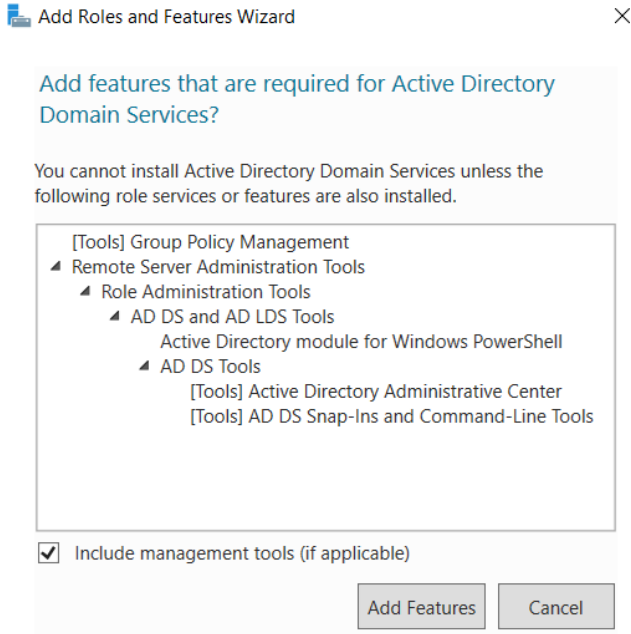 Add Roles and Features Wizard
Add features that are required for Active Directory
Domain Services?
You cannot install Active Directory Domain Services unless the
following role services or features are also installed.
[Tools] Group Policy Management
Remote Server Administration Tools
Role Administration Tools
AD DS and AD LDS Tools
Active Directory module for Windows PowerShell
AD DS Tools
[Tools] Active Directory Administrative Center
[Tools] AD DS Snap-Ins and Command-Line Tools
Include management tools (if applicable)
Add Features Cancel